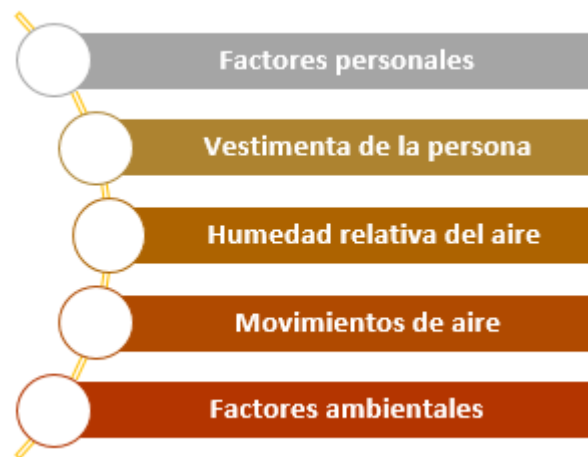 Factores personales
Vestimenta de la persona
Humedad relativa del aire
Movimientos de aire
Factores ambientales